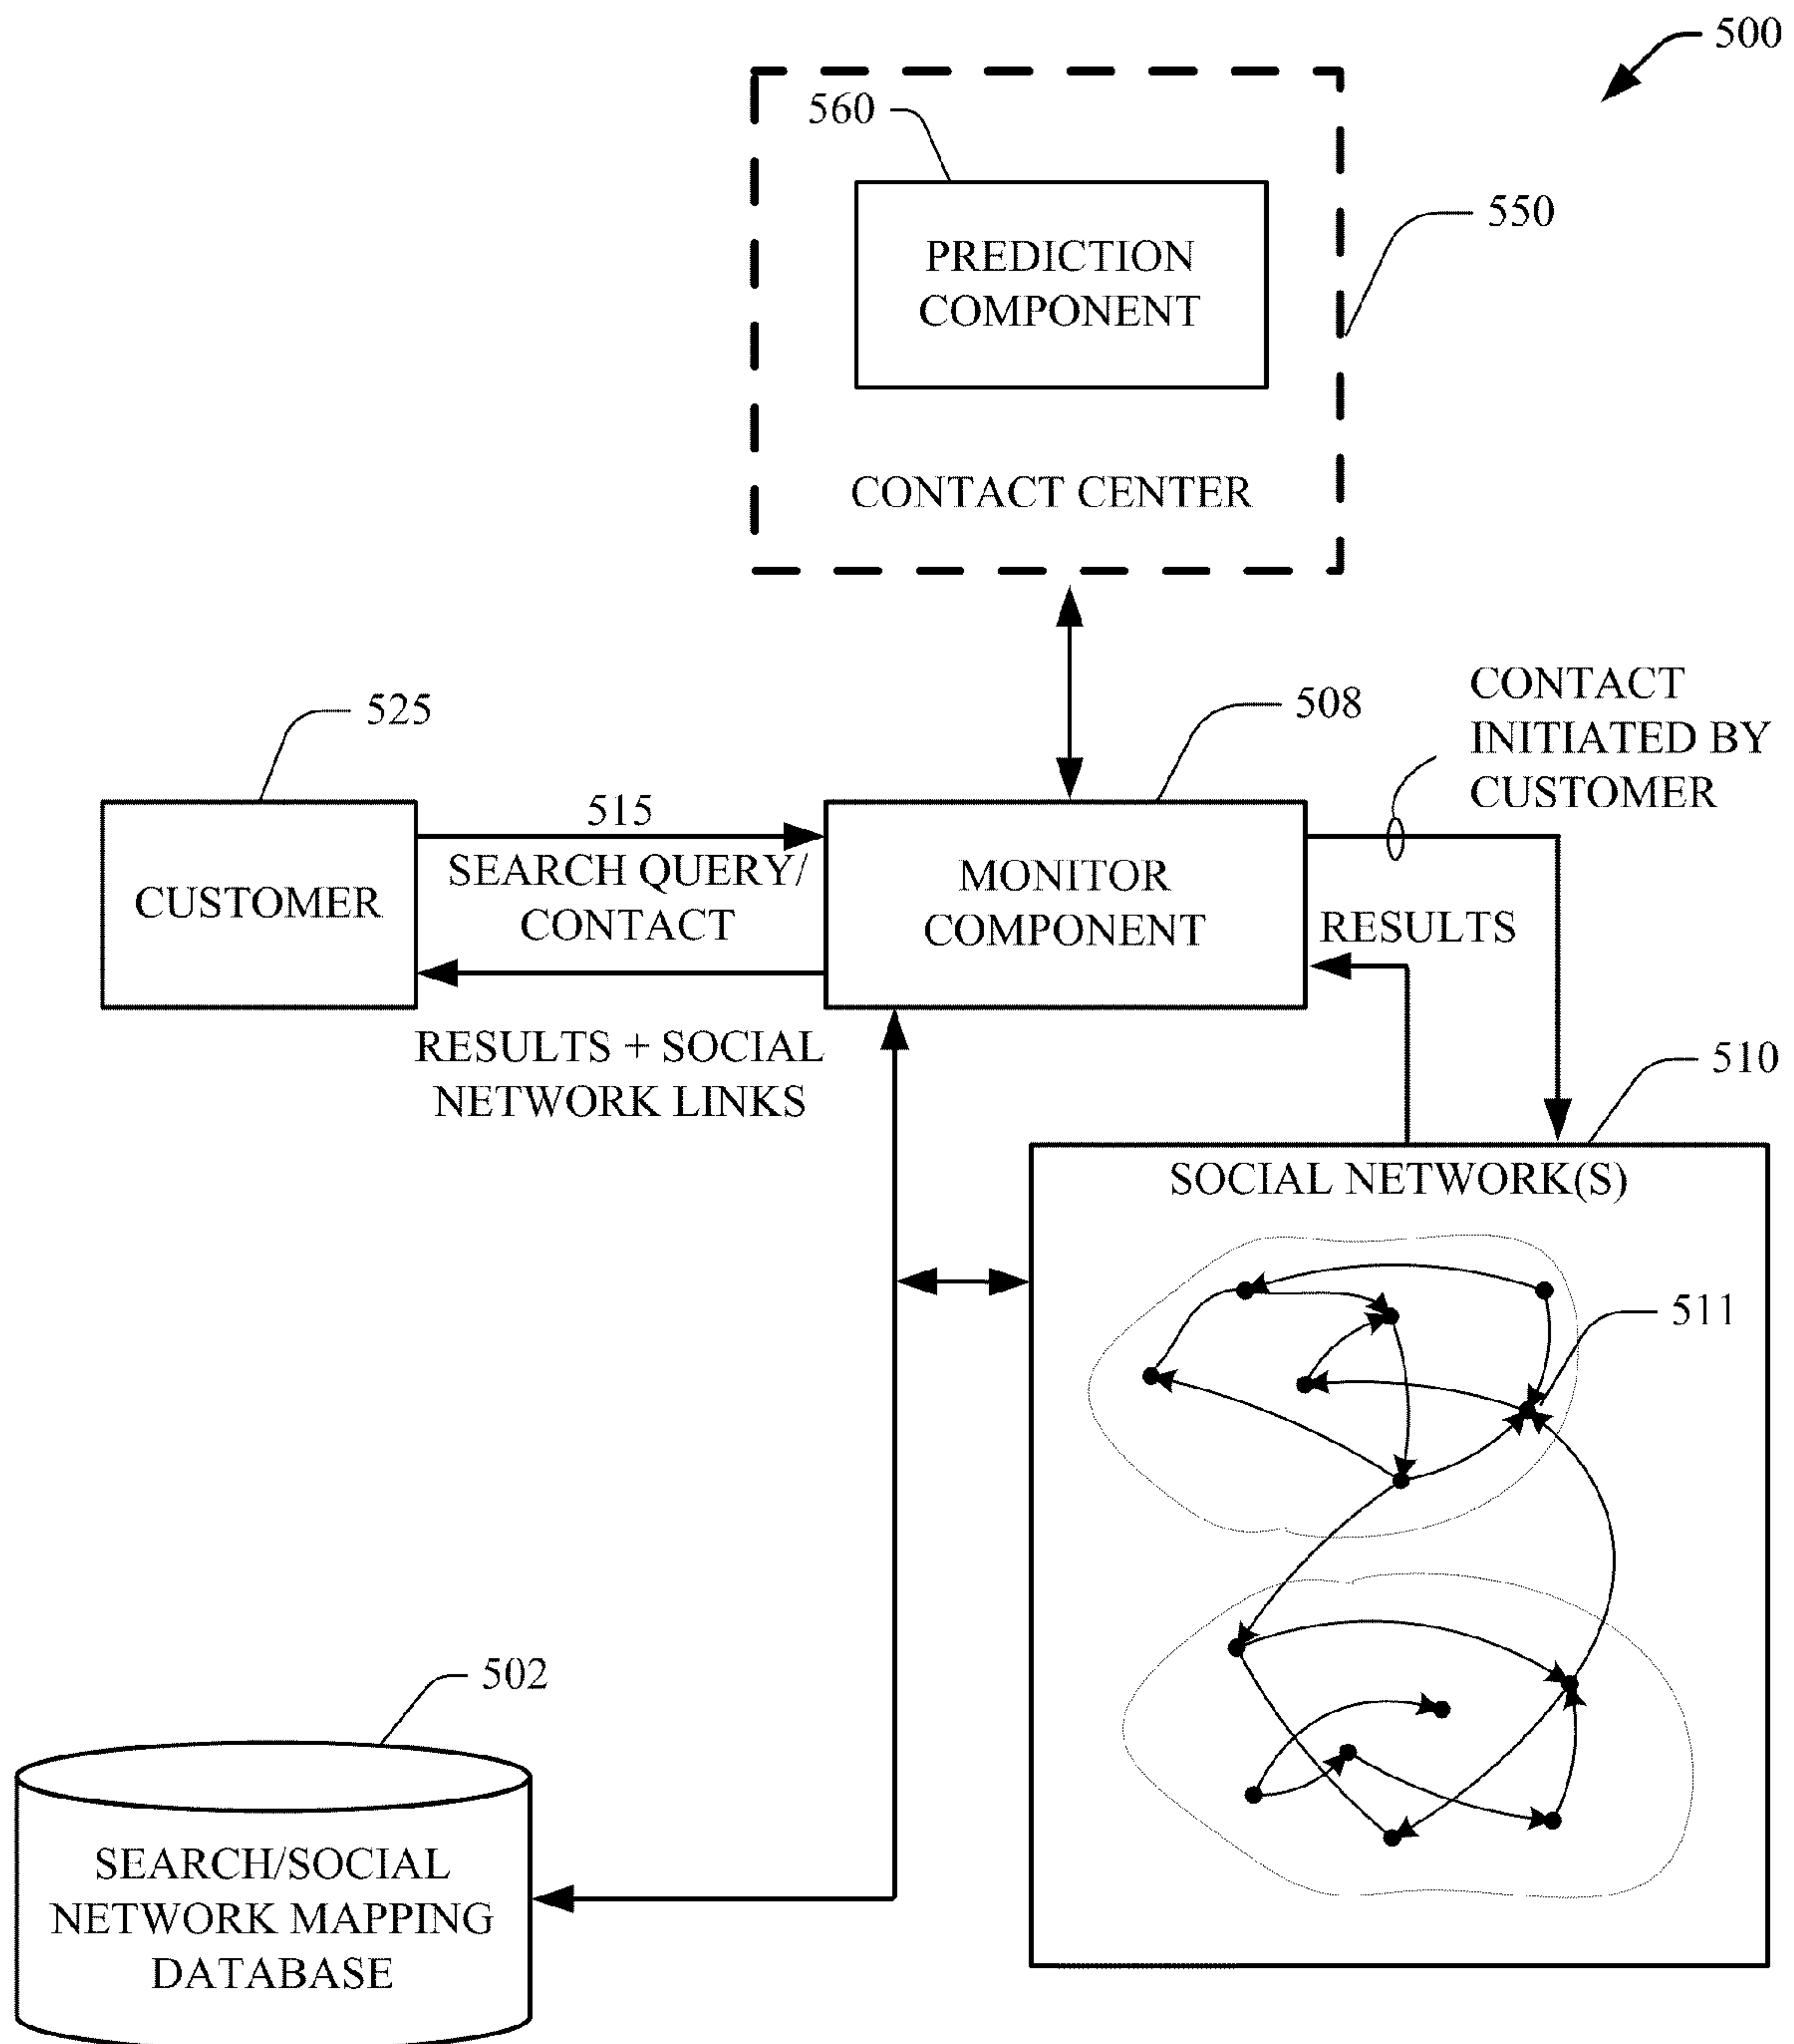 500
560
PREDICTION
COMPONENT
550
CONTACT CENTER
525
508
CONTACT
INITIATED BY
CUSTOMER
515
CUSTOMER
SEARCH QUERY/
CONTACT
MONITOR
COMPONENT
RESULTS
RESULTS + SOCIAL
NETWORK LINKS
510
SOCIAL NETWORK(S)
511
502
SEARCH/SOCIAL
NETWORK MAPPING
DATABASE